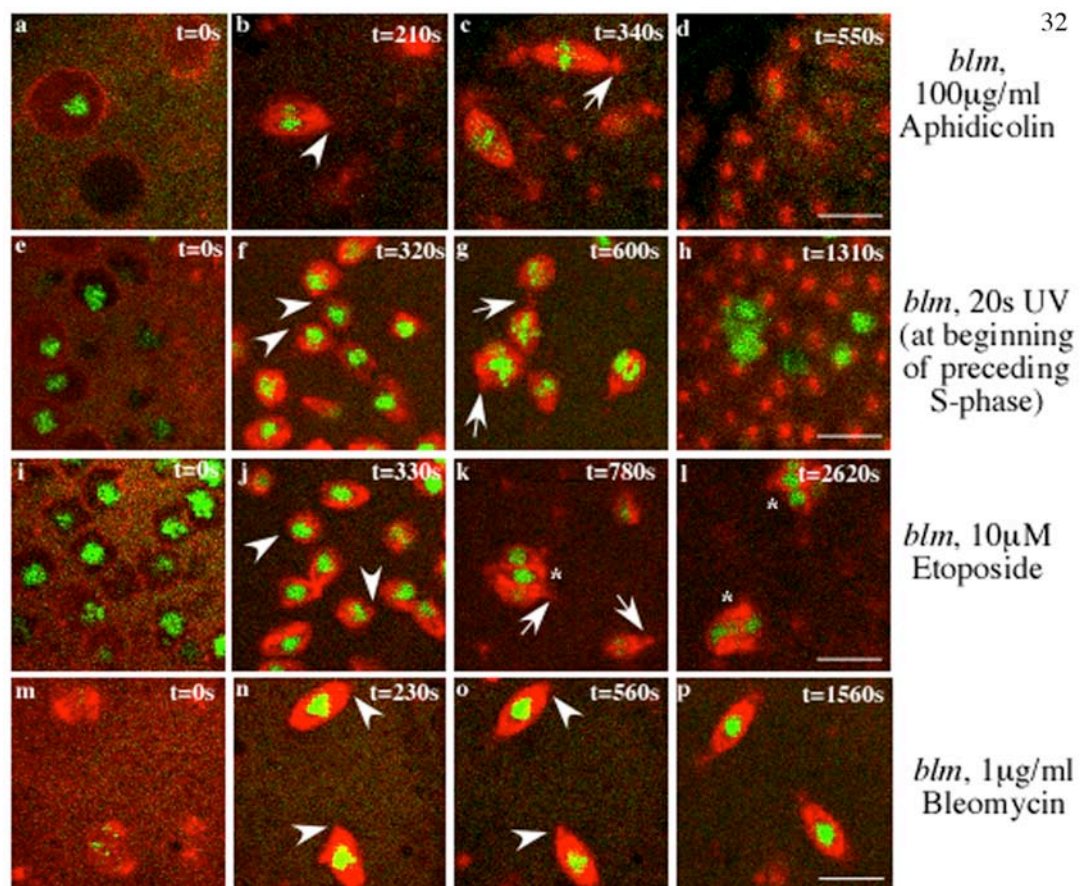 32
a t=0s
b t=210s
c t=340s
d t=550s
blm,
100µg/ml
Aphidicolin
e t=0s
f t=320s
g t=600s
h t=1310s
blm, 20s UV
(at beginning
of preceding
S-phase)
i t=0s
j t=330s
k t=780s
l t=2620s
*
*
*
blm, 10µM
Etoposide
m t=0s
n t=230s
o t=560s
p t=1560s
blm, 1µg/ml
Bleomycin